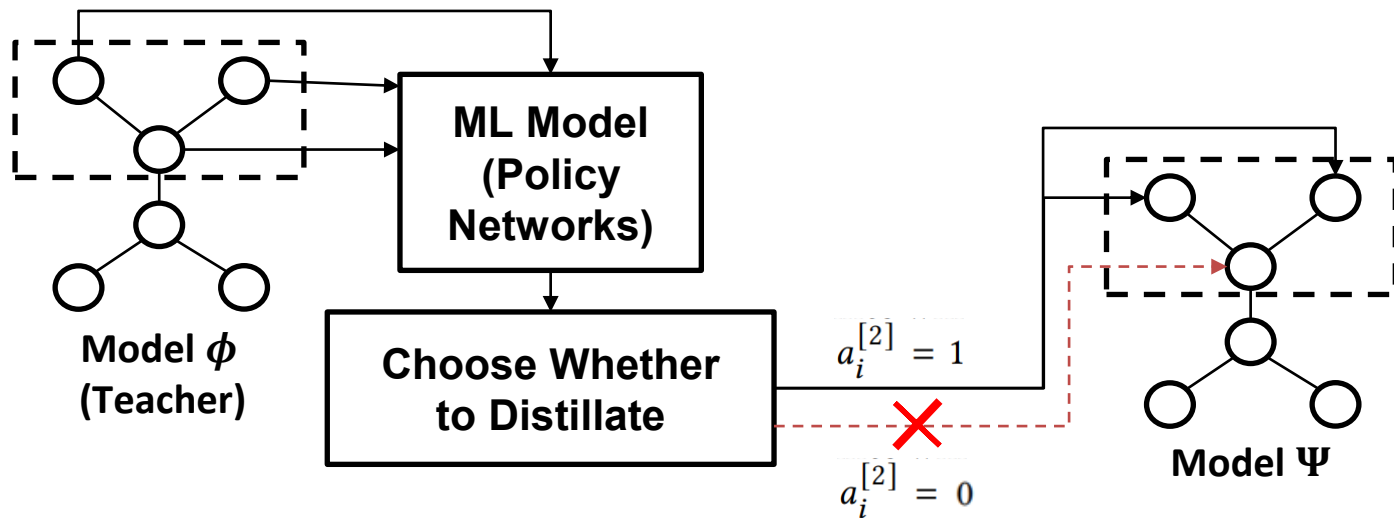 ML Model
(Policy
Networks)
Model ϕ
(Teacher)
Choose Whether
to Distillate
a_i^{[2]} = 1
a_i^{[2]} = 0
Model Ψ